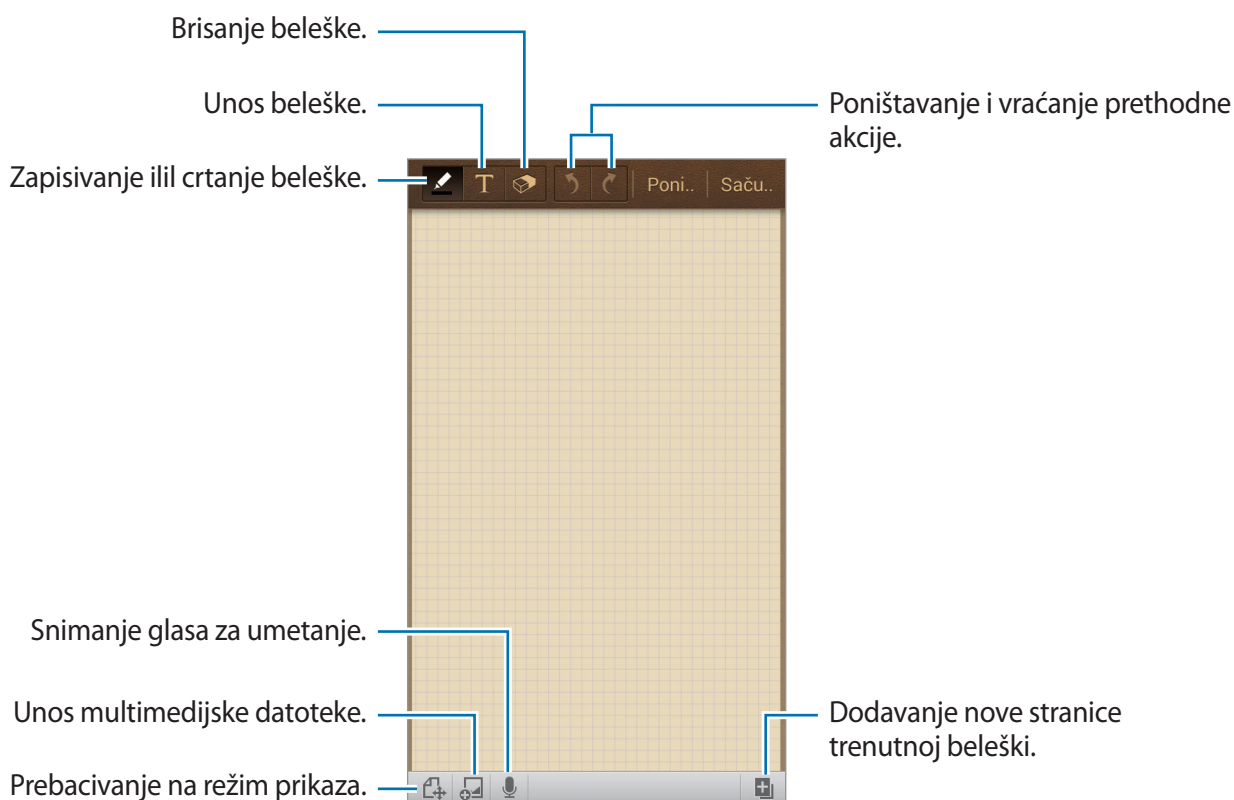 Brisanje beleške.
Unos beleške.
Zapisivanje ilil crtanje beleške.
Poništavanje i vraćanje prethodne
akcije.
T
Poni..
Saču..
Snimanje glasa za umetanje.
Unos multimedijske datoteke.
Prebacivanje na režim prikaza.
Dodavanje nove stranice
trenutnoj beleški.